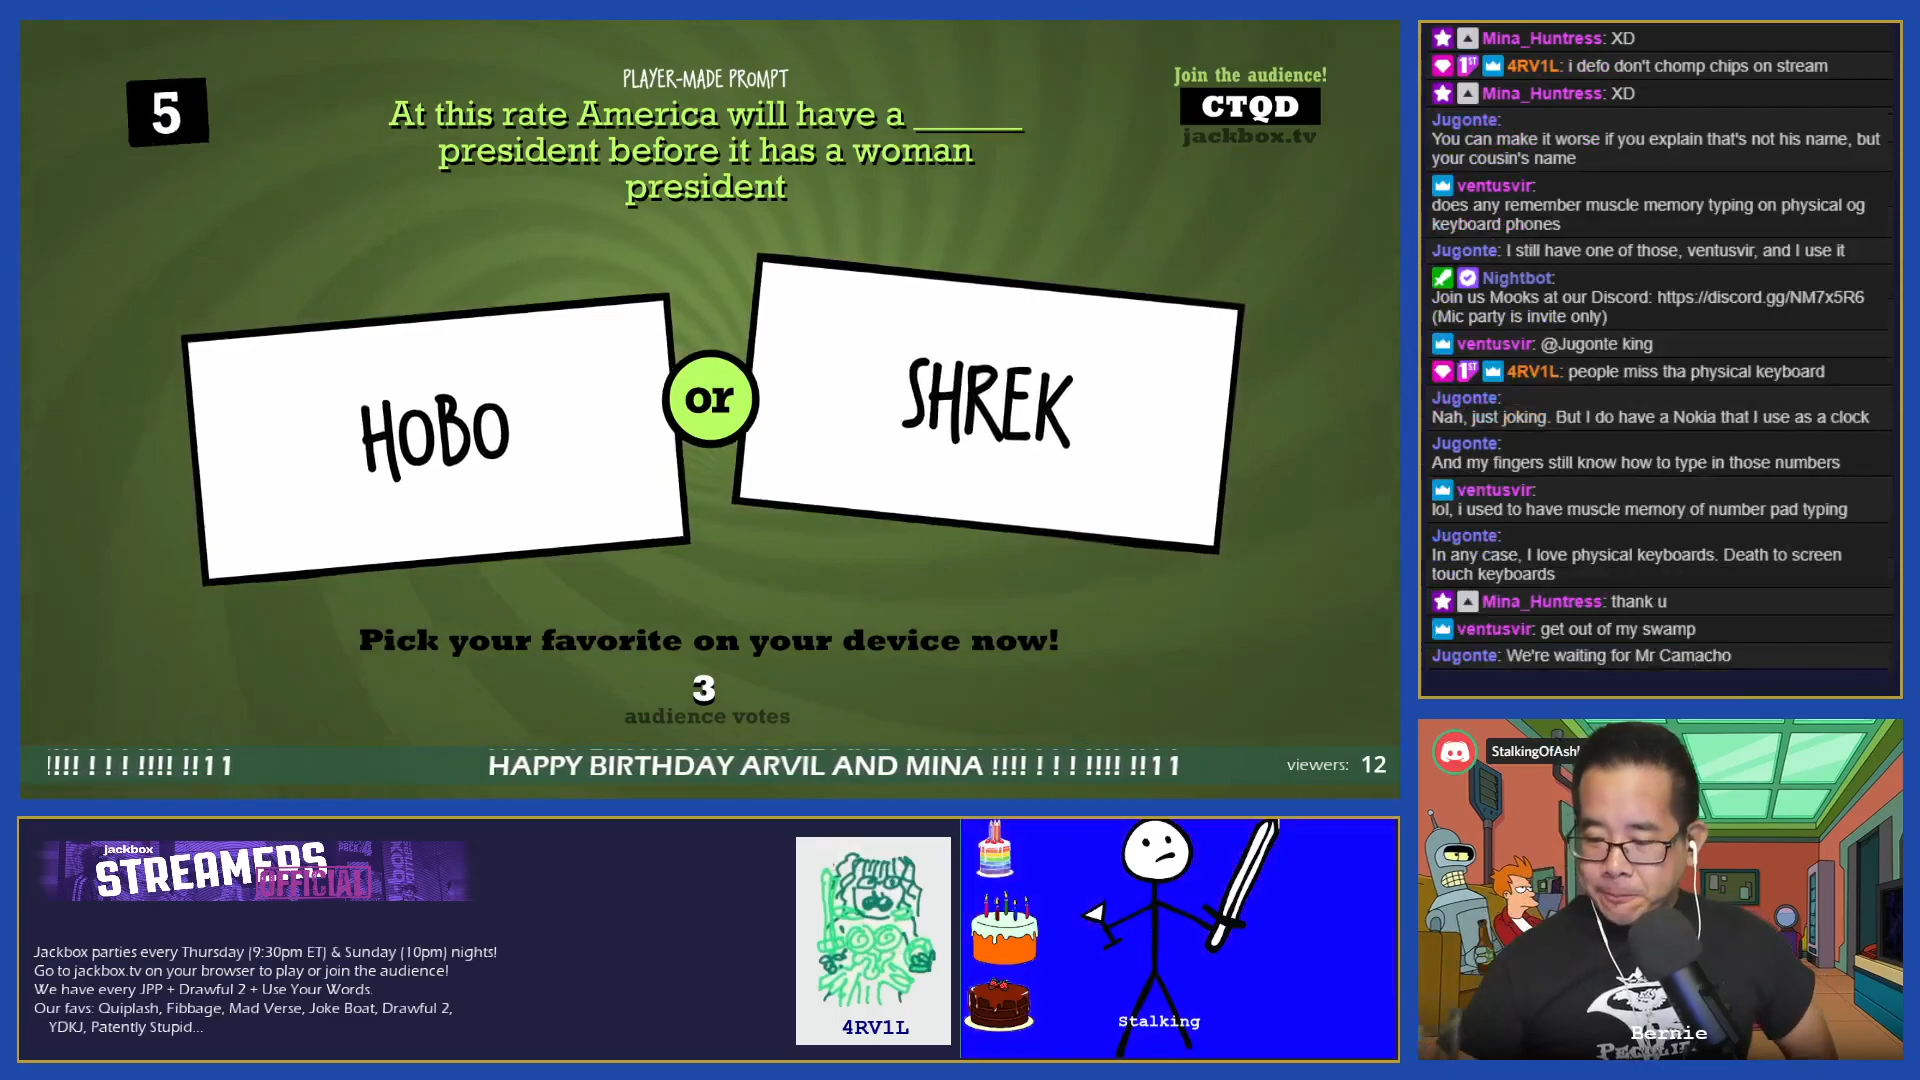 5
PLAYER-MADE PROMPT
At this rate America will have a ______
president before it has a woman
president
Join the audience!
CTQD
jackbox.tv
HOBO
or
SHREK
Pick your favorite on your device now!
3
audience votes
!!!! ! ! ! !!!! !!11
HAPPY BIRTHDAY ARVIL AND MINA !!!! ! ! ! !!!! !!11
viewers: 12
Mina_Huntress: XD
4RV1L: i defo don't chomp chips on stream
Mina_Huntress: XD
Jugonte:
You can make it worse if you explain that's not his name, but
your cousin's name
ventusvir:
does any remember muscle memory typing on physical og
keyboard phones
Jugonte: I still have one of those, ventusvir, and I use it
Nightbot:
Join us Mooks at our Discord: https://discord.gg/NM7x5R6
(Mic party is invite only)
ventusvir: @Jugonte king
1ST 4RV1L: people miss tha physical keyboard
Jugonte:
Nah, just joking. But I do have a Nokia that I use as a clock
Jugonte:
And my fingers still know how to type in those numbers
ventusvir:
lol, i used to have muscle memory of number pad typing
Jugonte:
In any case, I love physical keyboards. Death to screen
touch keyboards
Mina_Huntress: thank u
ventusvir: get out of my swamp
Jugonte: We're waiting for Mr Camacho
jackbox
STREAMERS
OFFICIAL
Jackbox parties every Thursday (9:30pm ET) & Sunday (10pm) nights!
Go to jackbox.tv on your browser to play or join the audience!
We have every JPP + Drawful 2 + Use Your Words.
Our favs: Quiplash, Fibbage, Mad Verse, Joke Boat, Drawful 2,
YDKJ, Patently Stupid...
4RV1L
Stalking
StalkingOfAsh
Bernie